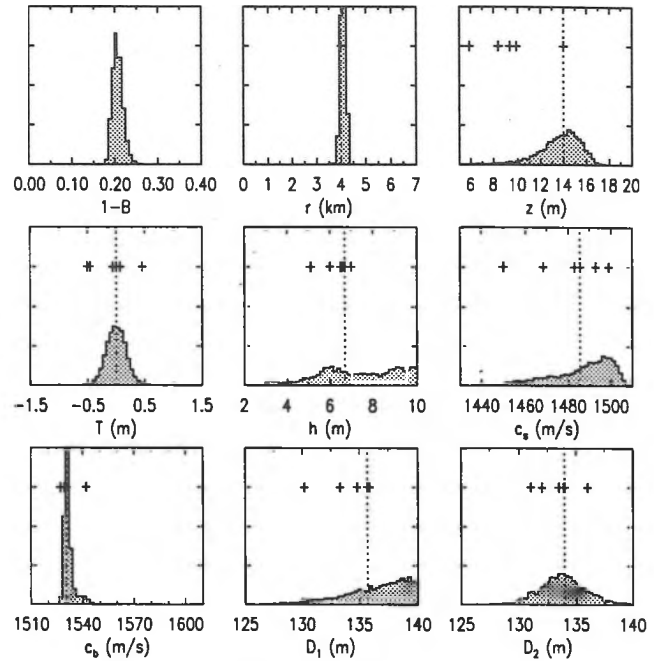 0.00 0.10 0.20 0.30 0.40
1-B
0 1 2 3 4 5 6 7
r (km)
6 8 10 12 14 16 18 20
z (m)
-1.5 -0.5 0.5 1.5
T (m)
2 4 6 8 10
h (m)
1440 1460 1480 1500
c_s (m/s)
1510 1540 1570 1600
c_b (m/s)
125 130 135 140
D_1 (m)
125 130 135 140
D_2 (m)